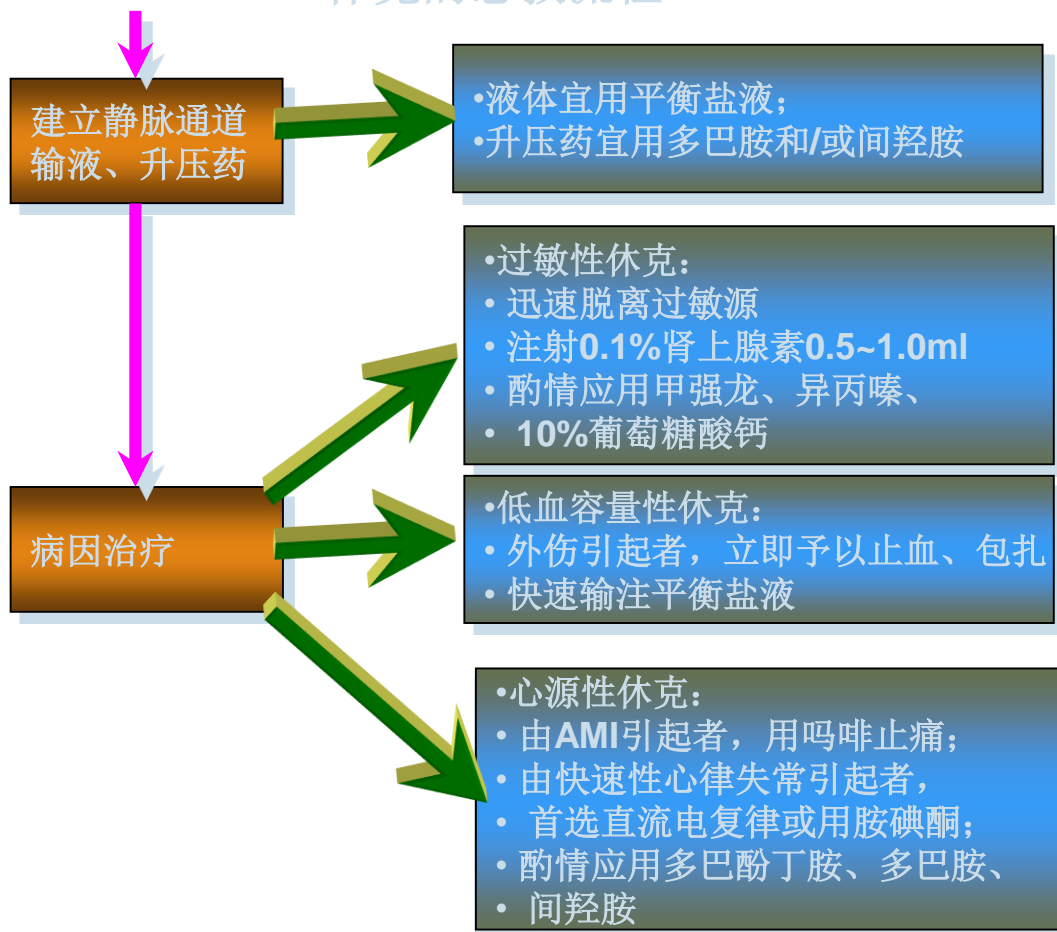 建立静脉通道
输液、升压药
•液体宜用平衡盐液；
•升压药宜用多巴胺和/或间羟胺
•过敏性休克：
• 迅速脱离过敏源
• 注射0.1%肾上腺素0.5~1.0ml
• 酌情应用甲强龙、异丙嗪、
• 10%葡萄糖酸钙
病因治疗
•低血容量性休克：
• 外伤引起者，立即予以止血、包扎
• 快速输注平衡盐液
•心源性休克：
• 由AMI引起者，用吗啡止痛；
• 由快速性心律失常引起者，
• 首选直流电复律或用胺碘酮；
• 酌情应用多巴酚丁胺、多巴胺、
• 间羟胺